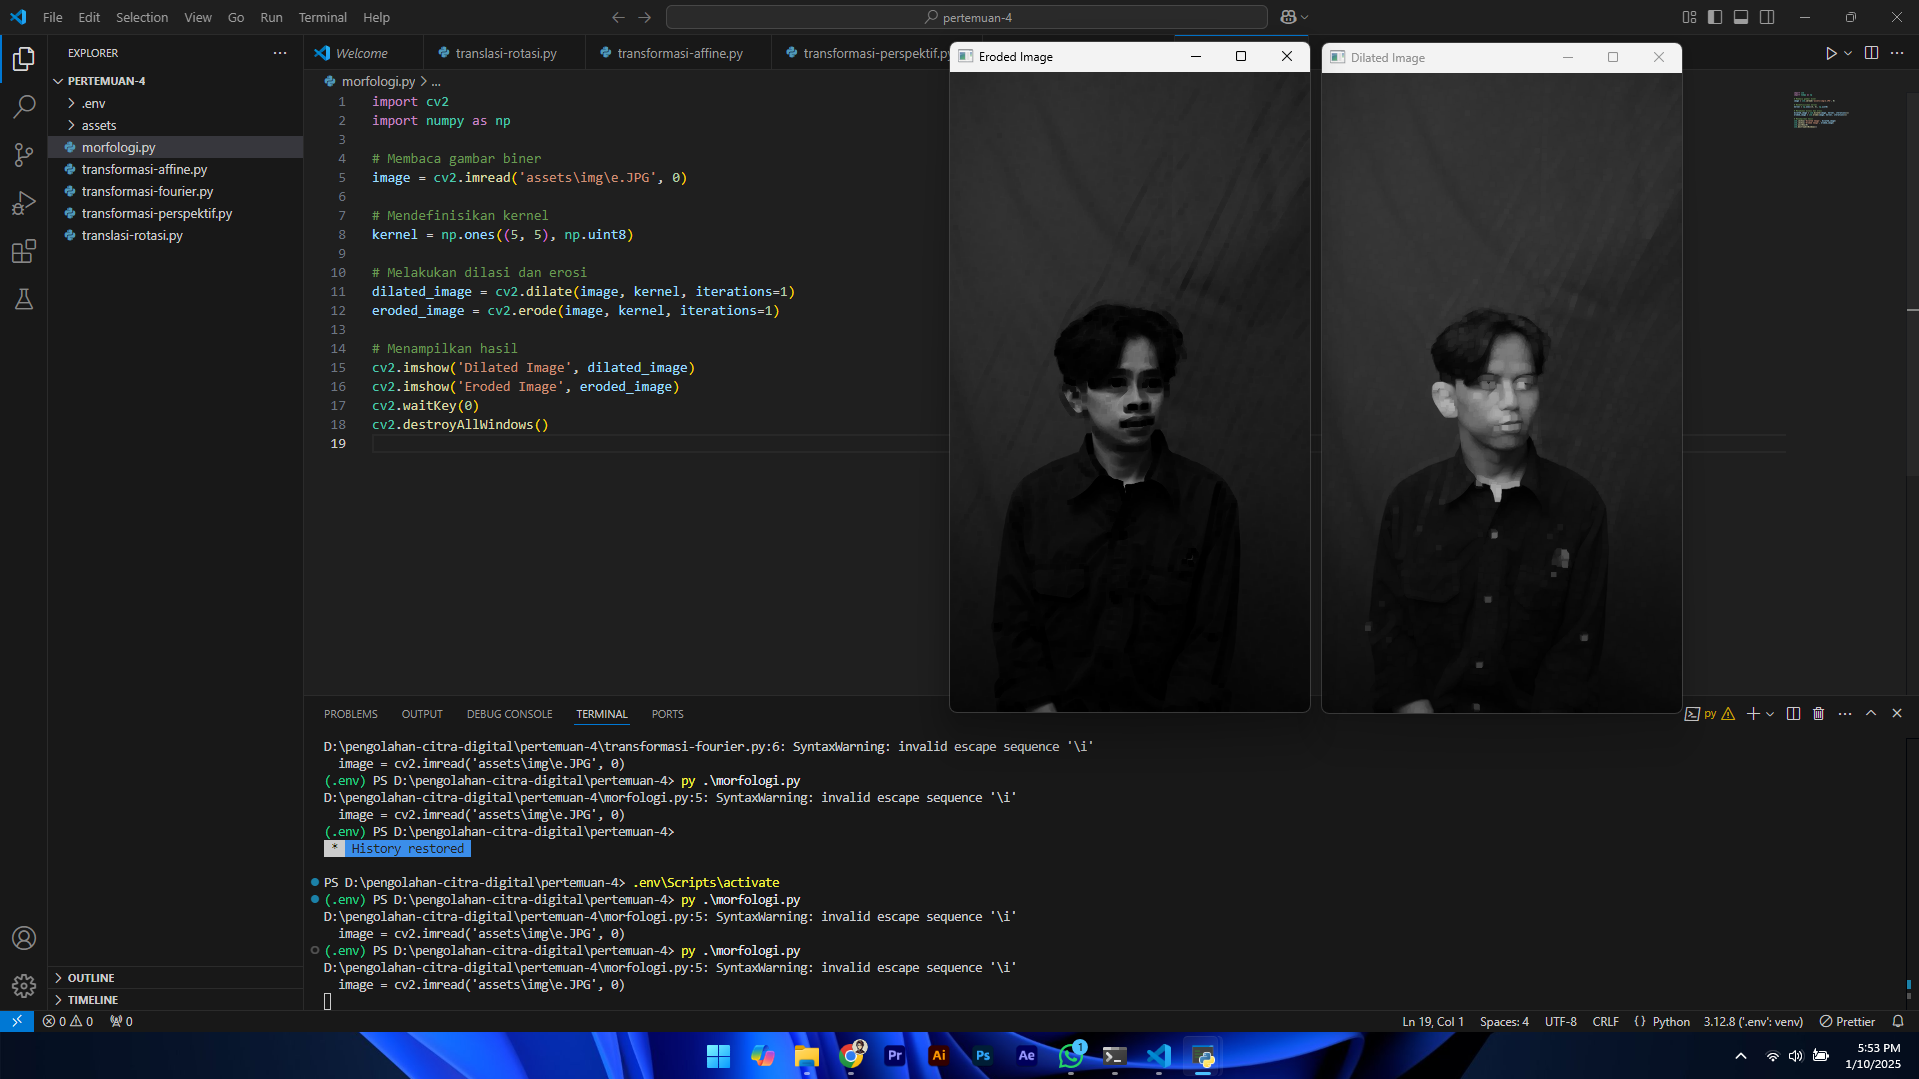 File Edit Selection View Go Run Terminal Help
pertemuan-4
EXPLORER
PERTEMUAN-4
.env
assets
morfologi.py
transformasi-affine.py
transformasi-fourier.py
transformasi-perspektif.py
translasi-rotasi.py
OUTLINE
TIMELINE
Welcome translasi-rotasi.py transformasi-affine.py transformasi-perspektif.py
morfologi.py > ...
1 import cv2
2 import numpy as np
3
4 # Membaca gambar biner
5 image = cv2.imread('assets\img\e.JPG', 0)
6
7 # Mendefinisikan kernel
8 kernel = np.ones((5, 5), np.uint8)
9
10 # Melakukan dilasi dan erosi
11 dilated_image = cv2.dilate(image, kernel, iterations=1)
12 eroded_image = cv2.erode(image, kernel, iterations=1)
13
14 # Menampilkan hasil
15 cv2.imshow('Dilated Image', dilated_image)
16 cv2.imshow('Eroded Image', eroded_image)
17 cv2.waitKey(0)
18 cv2.destroyAllWindows()
19
Eroded Image
Dilated Image
PROBLEMS OUTPUT DEBUG CONSOLE TERMINAL PORTS
py
D:\pengolahan-citra-digital\pertemuan-4\transformasi-fourier.py:6: SyntaxWarning: invalid escape sequence '\i'
image = cv2.imread('assets\img\e.JPG', 0)
(.env) PS D:\pengolahan-citra-digital\pertemuan-4> py .\morfologi.py
D:\pengolahan-citra-digital\pertemuan-4\morfologi.py:5: SyntaxWarning: invalid escape sequence '\i'
image = cv2.imread('assets\img\e.JPG', 0)
(.env) PS D:\pengolahan-citra-digital\pertemuan-4>
* History restored
PS D:\pengolahan-citra-digital\pertemuan-4> .env\Scripts\activate
(.env) PS D:\pengolahan-citra-digital\pertemuan-4> py .\morfologi.py
D:\pengolahan-citra-digital\pertemuan-4\morfologi.py:5: SyntaxWarning: invalid escape sequence '\i'
image = cv2.imread('assets\img\e.JPG', 0)
(.env) PS D:\pengolahan-citra-digital\pertemuan-4> py .\morfologi.py
D:\pengolahan-citra-digital\pertemuan-4\morfologi.py:5: SyntaxWarning: invalid escape sequence '\i'
image = cv2.imread('assets\img\e.JPG', 0)
0 0 0 Ln 19, Col 1 Spaces: 4 UTF-8 CRLF {} Python 3.12.8 ('.env': venv) Prettier
Pr Ai Ps Ae 1
5:53 PM
1/10/2025